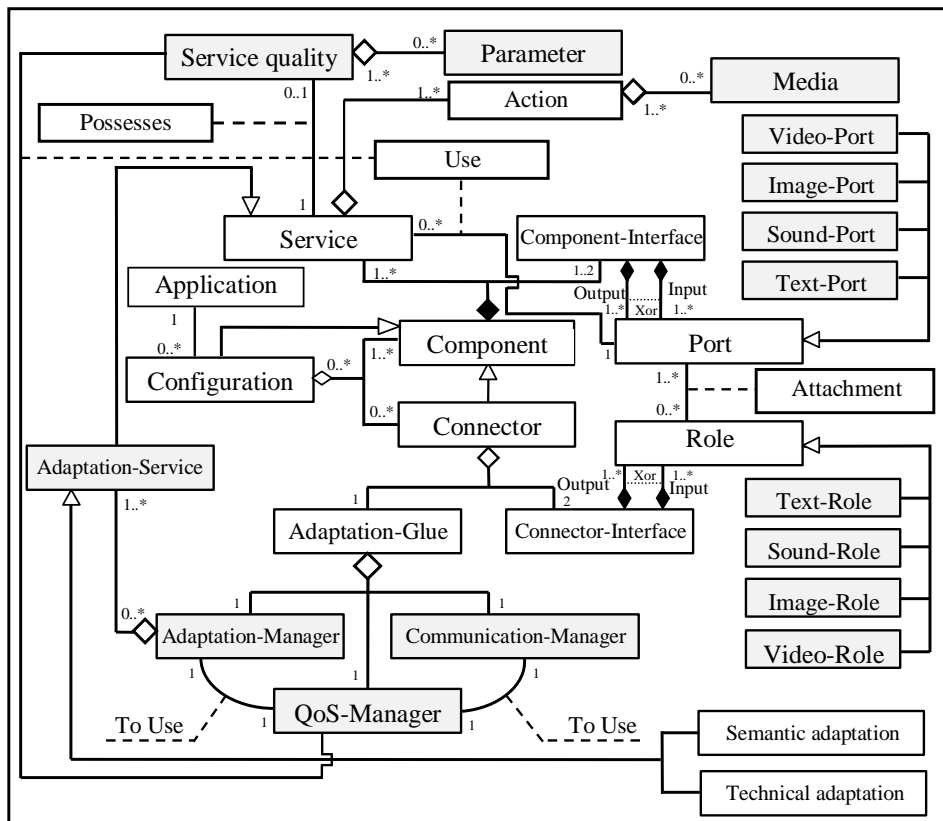 Service quality
0..*
Parameter
1..*
0..*
Media
1..*
Action
1..*
0..1
Possesses
Use
Video-Port
Image-Port
Sound-Port
Text-Port
1
0..*
Service
Component-Interface
1..*
1..2
Application
Output
Input
1..*
Xor
1..*
1
0..*
Component
1..*
0..*
Port
1
Configuration
1..*
Attachment
0..*
0..*
Connector
Role
Adaptation-Service
1..*
Output
1..*
Xor
1..*
Input
Text-Role
1
2
Adaptation-Glue
Connector-Interface
Sound-Role
Image-Role
0..*
1
1
Adaptation-Manager
Communication-Manager
Video-Role
1
1
1
1
QoS-Manager
1
To Use
To Use
Semantic adaptation
Technical adaptation